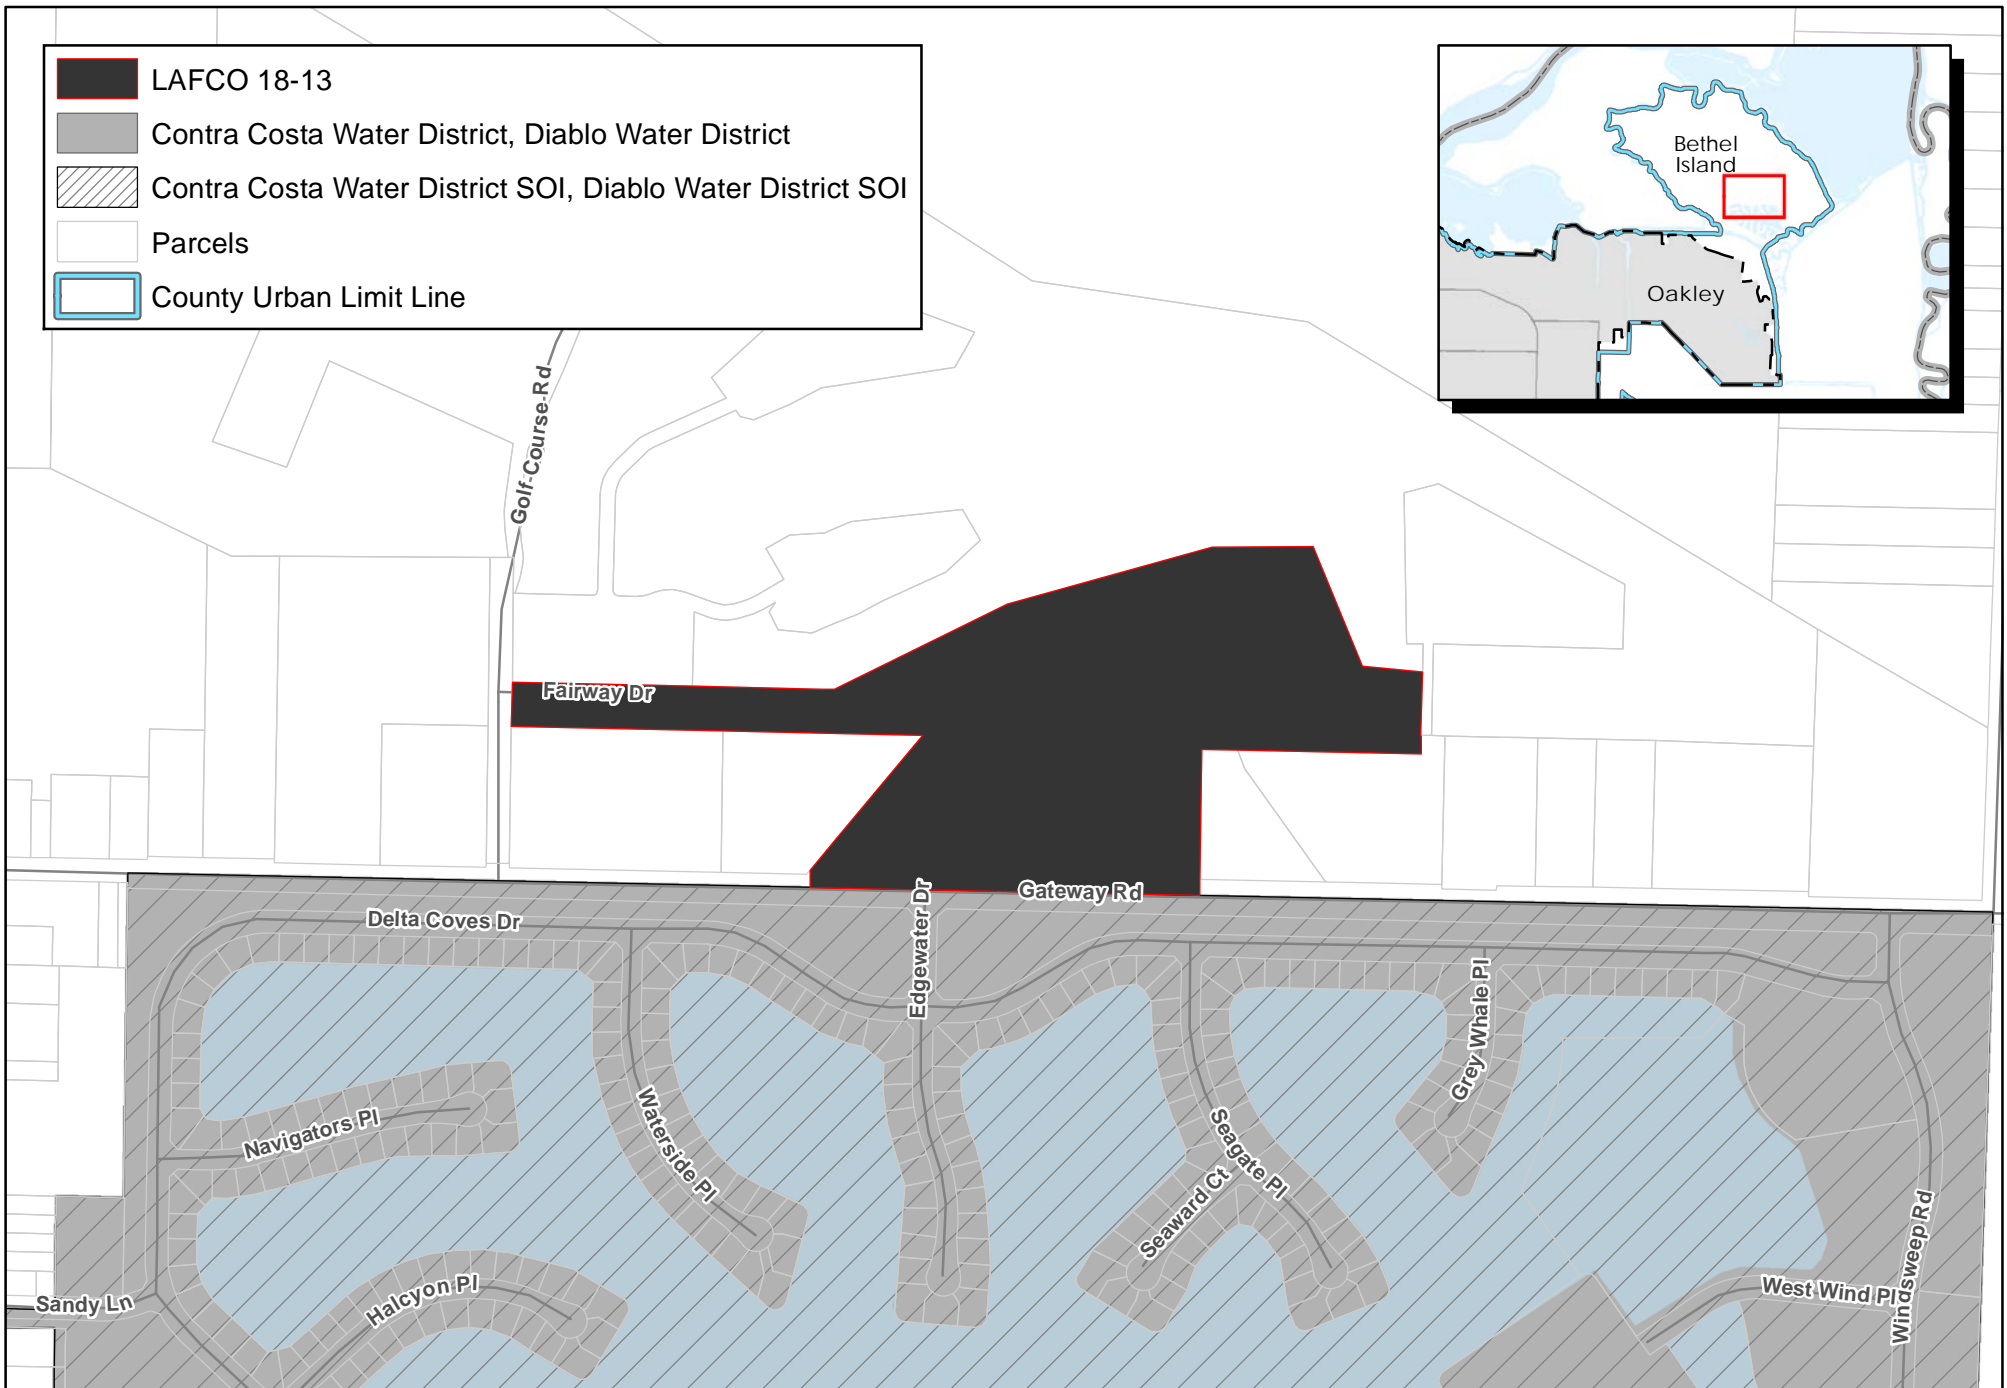 LAFCO 18-13
Contra Costa Water District, Diablo Water District
Contra Costa Water District SOI, Diablo Water District SOI
Parcels
County Urban Limit Line
Bethel
Island
Oakley
Golf-Course-Rd
Fairway Dr
Gateway Rd
Delta Coves Dr
Edgewater Dr
Grey Whale Pl
Navigators Pl
Waterside Pl
Seagate Pl
Seaward Ct
Windsweep Rd
Halcyon Pl
West Wind Pl
Sandy Ln